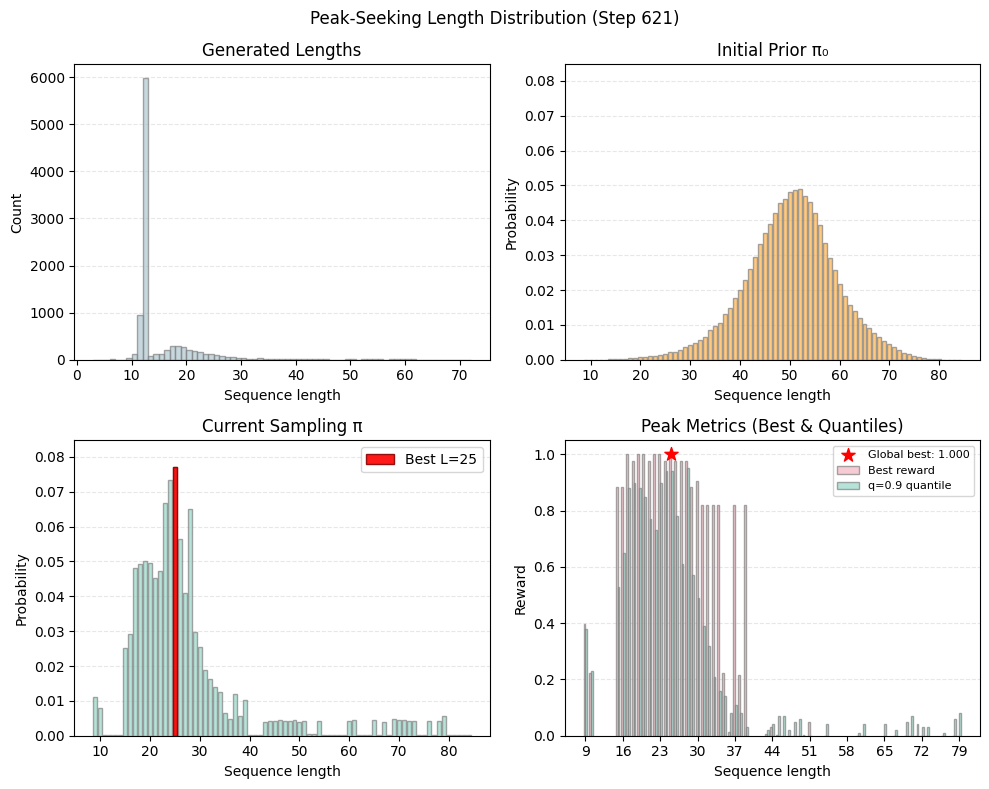 Peak-Seeking Length Distribution (Step 621)
Generated Lengths
Count
6000
5000
4000
3000
2000
1000
0
0 10 20 30 40 50 60 70
Sequence length
Initial Prior π₀
Probability
0.08
0.07
0.06
0.05
0.04
0.03
0.02
0.01
0.00
10 20 30 40 50 60 70 80
Sequence length
Current Sampling π
Best L=25
Probability
0.08
0.07
0.06
0.05
0.04
0.03
0.02
0.01
0.00
10 20 30 40 50 60 70 80
Sequence length
Peak Metrics (Best & Quantiles)
Global best: 1.000
Best reward
q=0.9 quantile
Reward
1.0
0.8
0.6
0.4
0.2
0.0
9 16 23 30 37 44 51 58 65 72 79
Sequence length